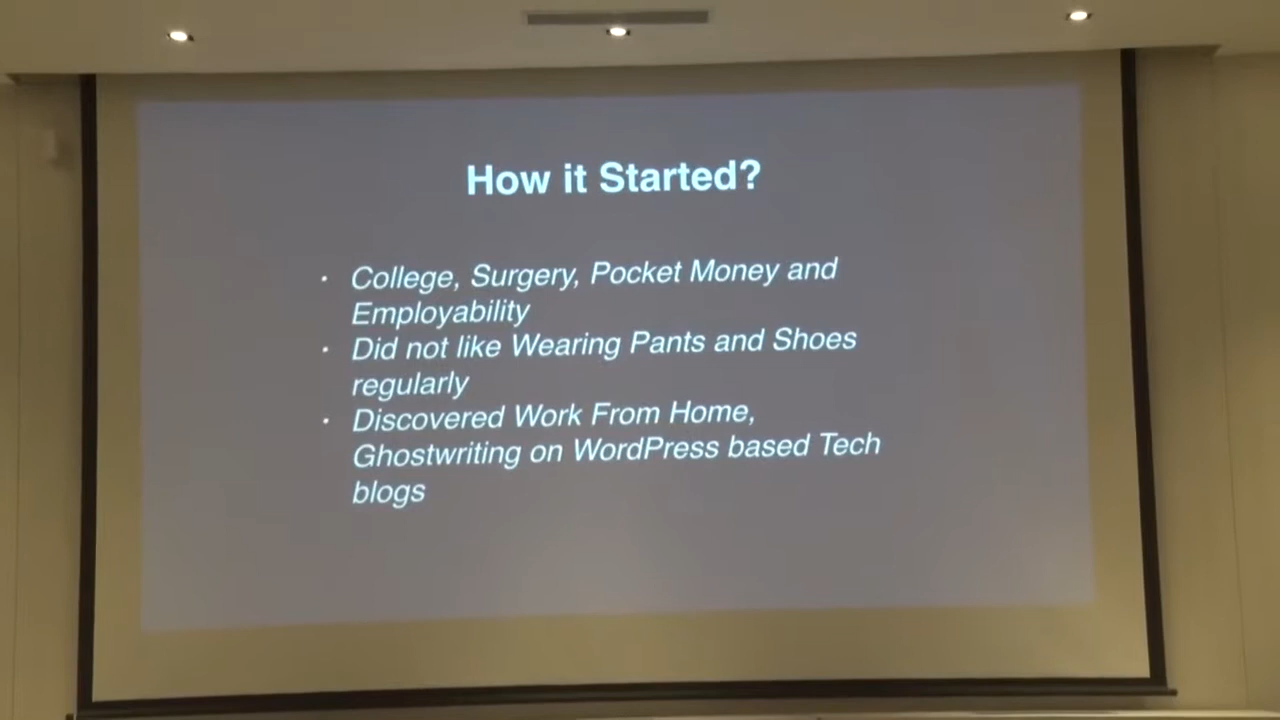 How it Started?
· College, Surgery, Pocket Money and
Employability
· Did not like Wearing Pants and Shoes
regularly
· Discovered Work From Home,
Ghostwriting on WordPress based Tech
blogs